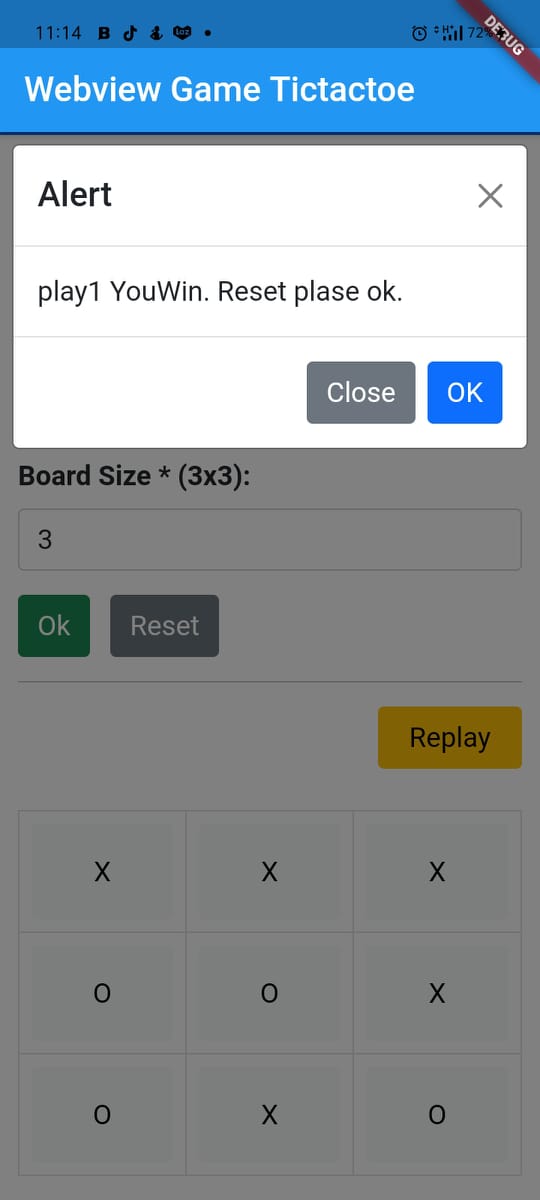 11:14 B 72%
DEBUG
Webview Game Tictactoe
Alert
play1 YouWin. Reset plase ok.
Close OK
Board Size * (3x3):
3
Ok Reset
Replay
X X X
O O X
O X O